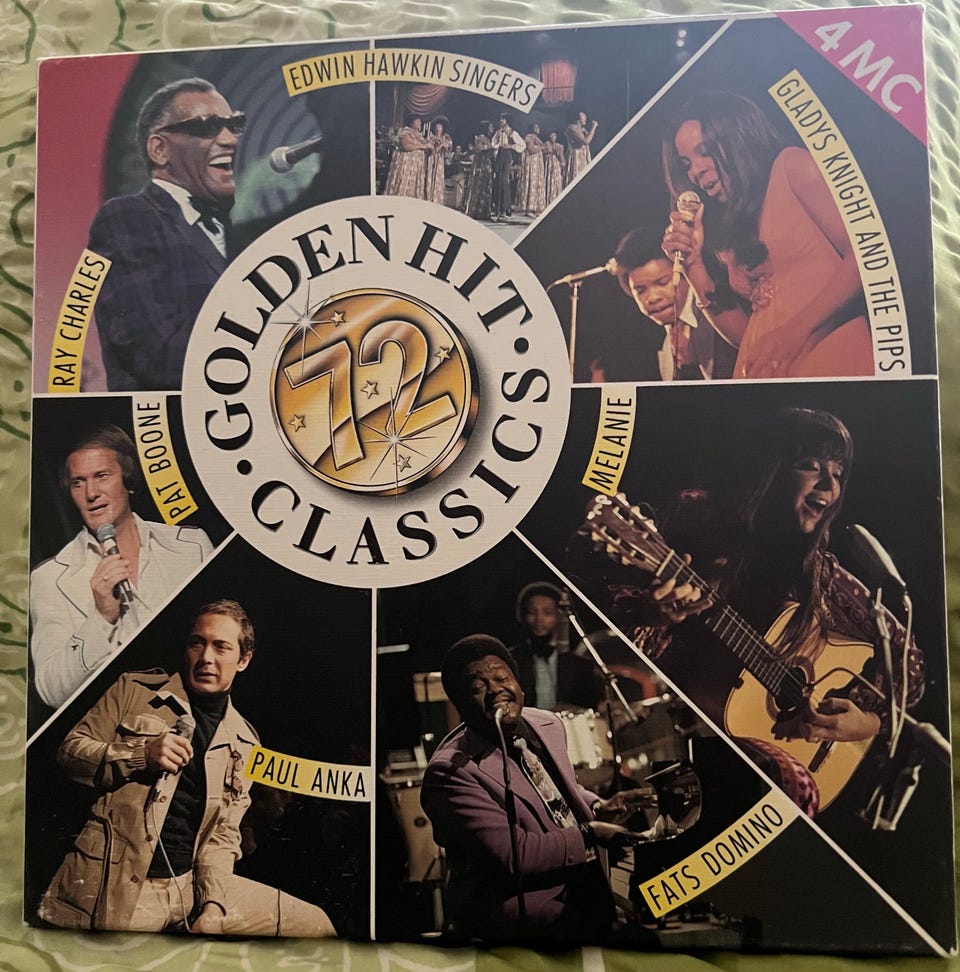 EDWIN HAWKIN SINGERS
4 MC
GLADYS KNIGHT AND THE PIPS
RAY CHARLES
GOLDEN HIT
72
CLASSICS
PAT BOONE
MELANIE
PAUL ANKA
FATS DOMINO